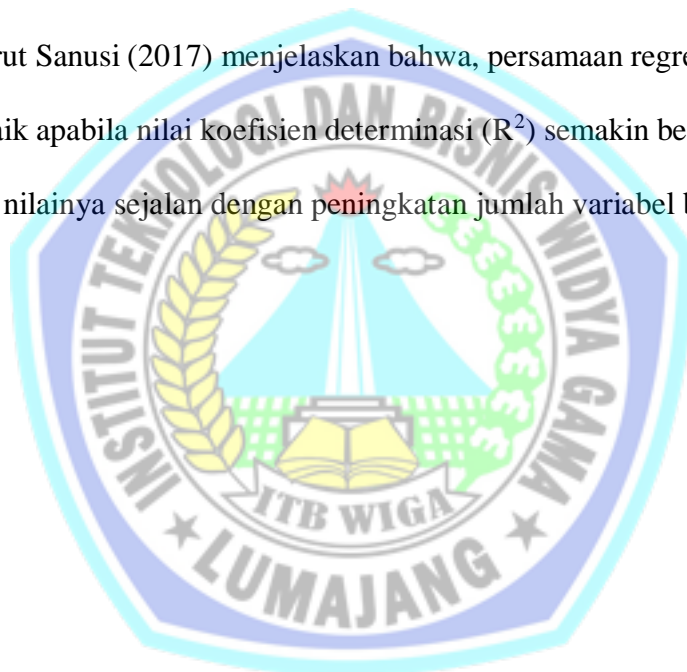 rut Sanusi (2017) menjelaskan bahwa, persamaan regre
aik apabila nilai koefisien determinasi (R²) semakin be
nilainya sejalan dengan peningkatan jumlah variabel b
INSTITUT TEKNOLOGI DAN BISNIS WIDYA GAMA
ITB WIGA
LUMAJANG